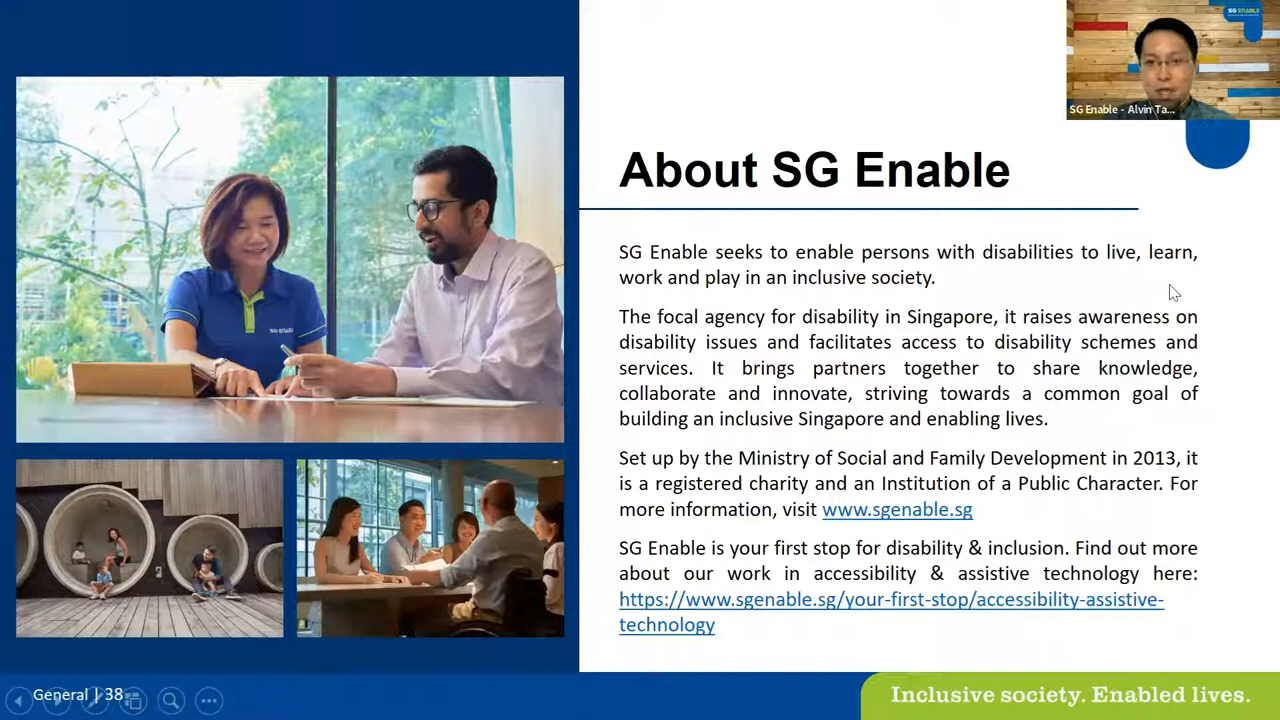 SG ENABLE
SG Enable - Alvin Ta...
About SG Enable
SG Enable seeks to enable persons with disabilities to live, learn,
work and play in an inclusive society.
The focal agency for disability in Singapore, it raises awareness on
disability issues and facilitates access to disability schemes and
services. It brings partners together to share knowledge,
collaborate and innovate, striving towards a common goal of
building an inclusive Singapore and enabling lives.
Set up by the Ministry of Social and Family Development in 2013, it
is a registered charity and an Institution of a Public Character. For
more information, visit www.sgenable.sg
SG Enable is your first stop for disability & inclusion. Find out more
about our work in accessibility & assistive technology here:
https://www.sgenable.sg/your-first-stop/accessibility-assistive-
technology
SG ENABLE
General | 38
Inclusive society. Enabled lives.